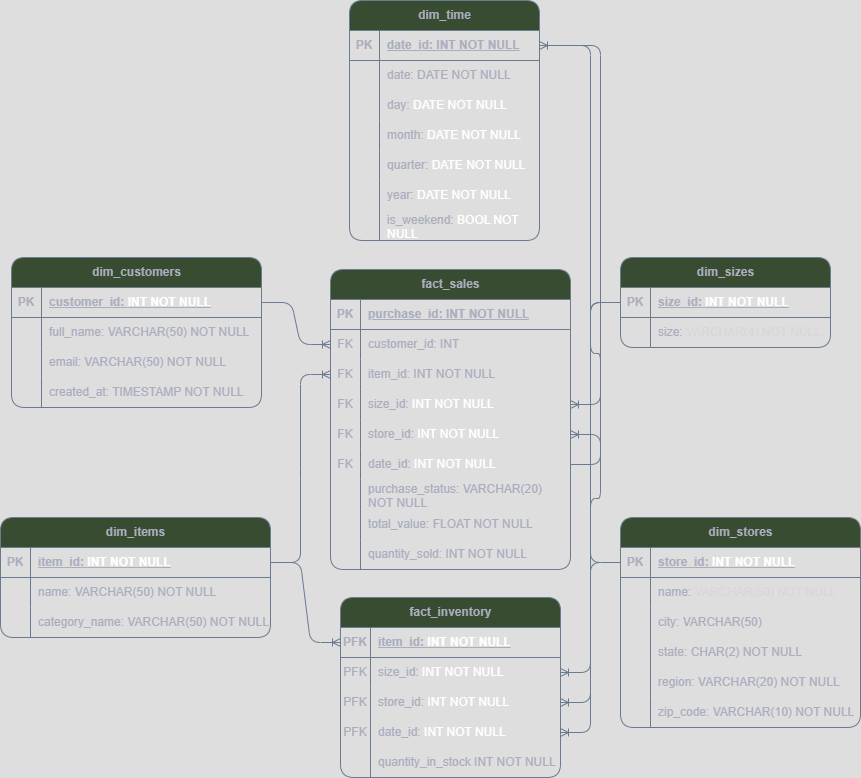 dim_time
PK date_id: INT NOT NULL
date: DATE NOT NULL
day: DATE NOT NULL
month: DATE NOT NULL
quarter: DATE NOT NULL
year: DATE NOT NULL
is_weekend: BOOL NOT
NULL
dim_customers
PK customer_id: INT NOT NULL
full_name: VARCHAR(50) NOT NULL
email: VARCHAR(50) NOT NULL
created_at: TIMESTAMP NOT NULL
fact_sales
PK purchase_id: INT NOT NULL
FK customer_id: INT
FK item_id: INT NOT NULL
FK size_id: INT NOT NULL
FK store_id: INT NOT NULL
FK date_id: INT NOT NULL
purchase_status: VARCHAR(20)
NOT NULL
total_value: FLOAT NOT NULL
quantity_sold: INT NOT NULL
dim_sizes
PK size_id: INT NOT NULL
size: VARCHAR(4) NOT NULL
dim_items
PK item_id: INT NOT NULL
name: VARCHAR(50) NOT NULL
category_name: VARCHAR(50) NOT NULL
fact_inventory
PFK item_id: INT NOT NULL
PFK size_id: INT NOT NULL
PFK store_id: INT NOT NULL
PFK date_id: INT NOT NULL
quantity_in_stock INT NOT NULL
dim_stores
PK store_id: INT NOT NULL
name: VARCHAR(50) NOT NULL
city: VARCHAR(50)
state: CHAR(2) NOT NULL
region: VARCHAR(20) NOT NULL
zip_code: VARCHAR(10) NOT NULL